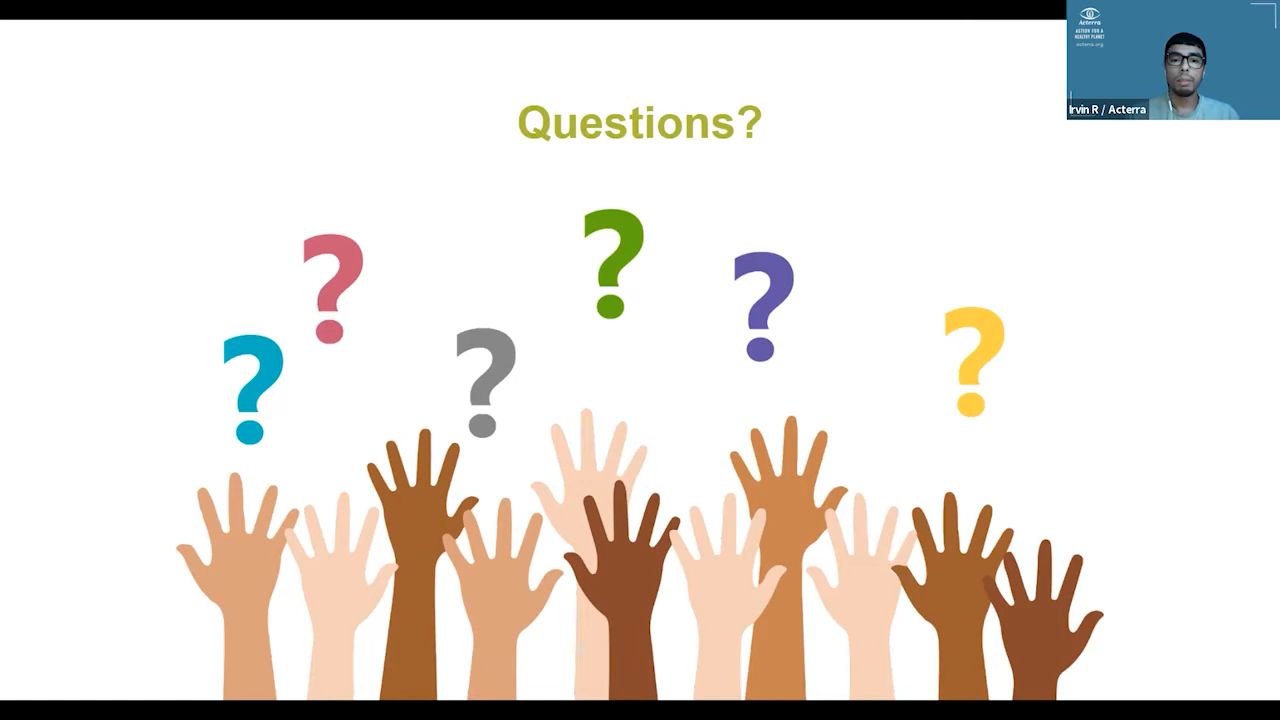 Questions?
? ? ? ? ? ?
Acterra
ACTION FOR A
HEALTHY PLANET
acterra.org
Irvin R / Acterra